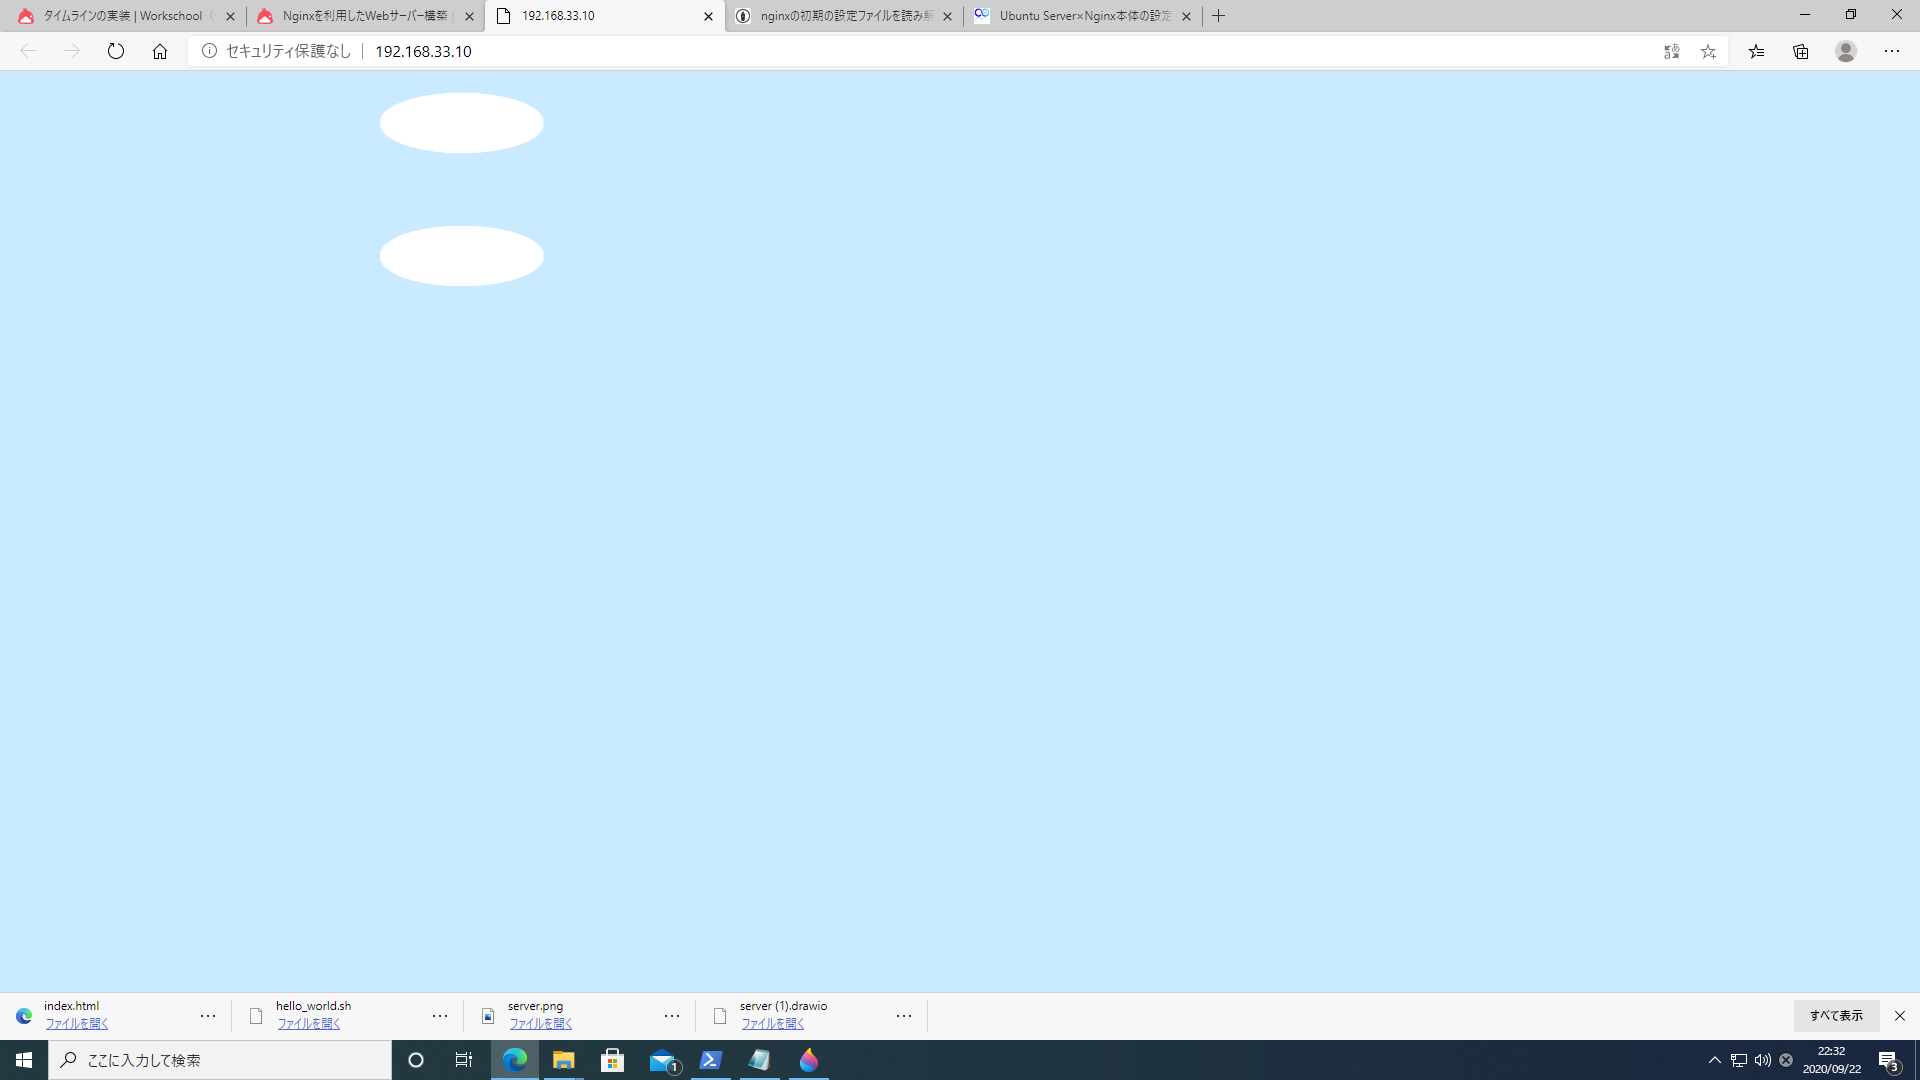 タイムラインの実装 | Workschool
Nginxを利用したWebサーバー構築
192.168.33.10
nginxの初期の設定ファイルを読み解
Ubuntu Server×Nginx本体の設定
セキュリティ保護なし
192.168.33.10
index.html
ファイルを開く
hello_world.sh
ファイルを開く
server.png
ファイルを開く
server (1).drawio
ファイルを開く
すべて表示
ここに入力して検索
1
22:32
2020/09/22
3